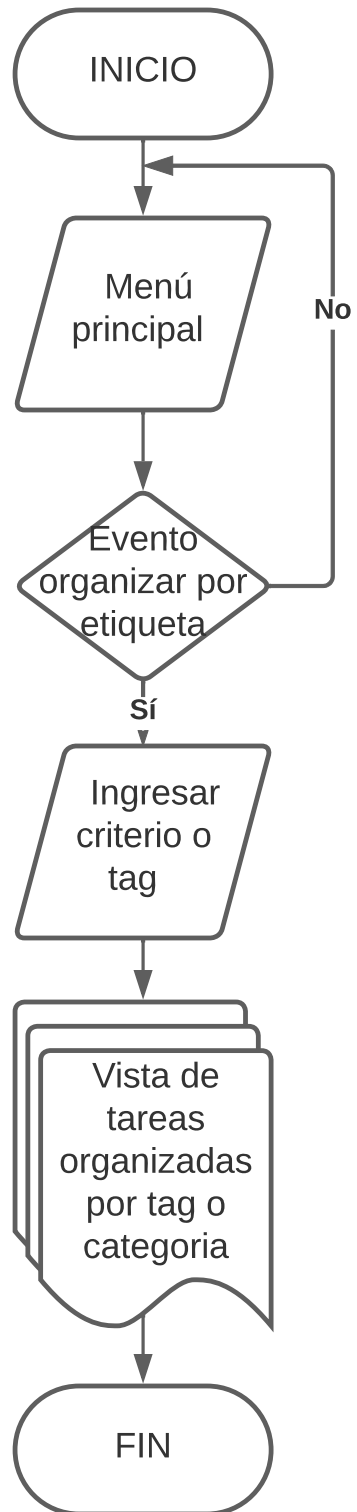 INICIO
Menú
principal
No
Evento
organizar por
etiqueta
Sí
Ingresar
criterio o
tag
Vista de
tareas
organizadas
por tag o
categoria
FIN